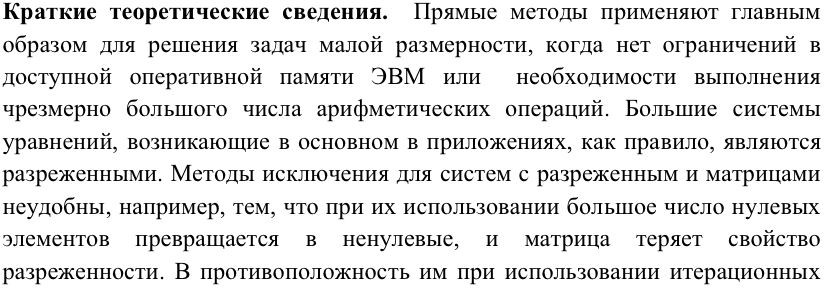 Краткие теоретические сведения. Прямые методы применяют главным
образом для решения задач малой размерности, когда нет ограничений в
доступной оперативной памяти ЭВМ или необходимости выполнения
чрезмерно большого числа арифметических операций. Большие системы
уравнений, возникающие в основном в приложениях, как правило, являются
разреженными. Методы исключения для систем с разреженным и матрицами
неудобны, например, тем, что при их использовании большое число нулевых
элементов превращается в ненулевые, и матрица теряет свойство
разреженности. В противоположность им при использовании итерационных